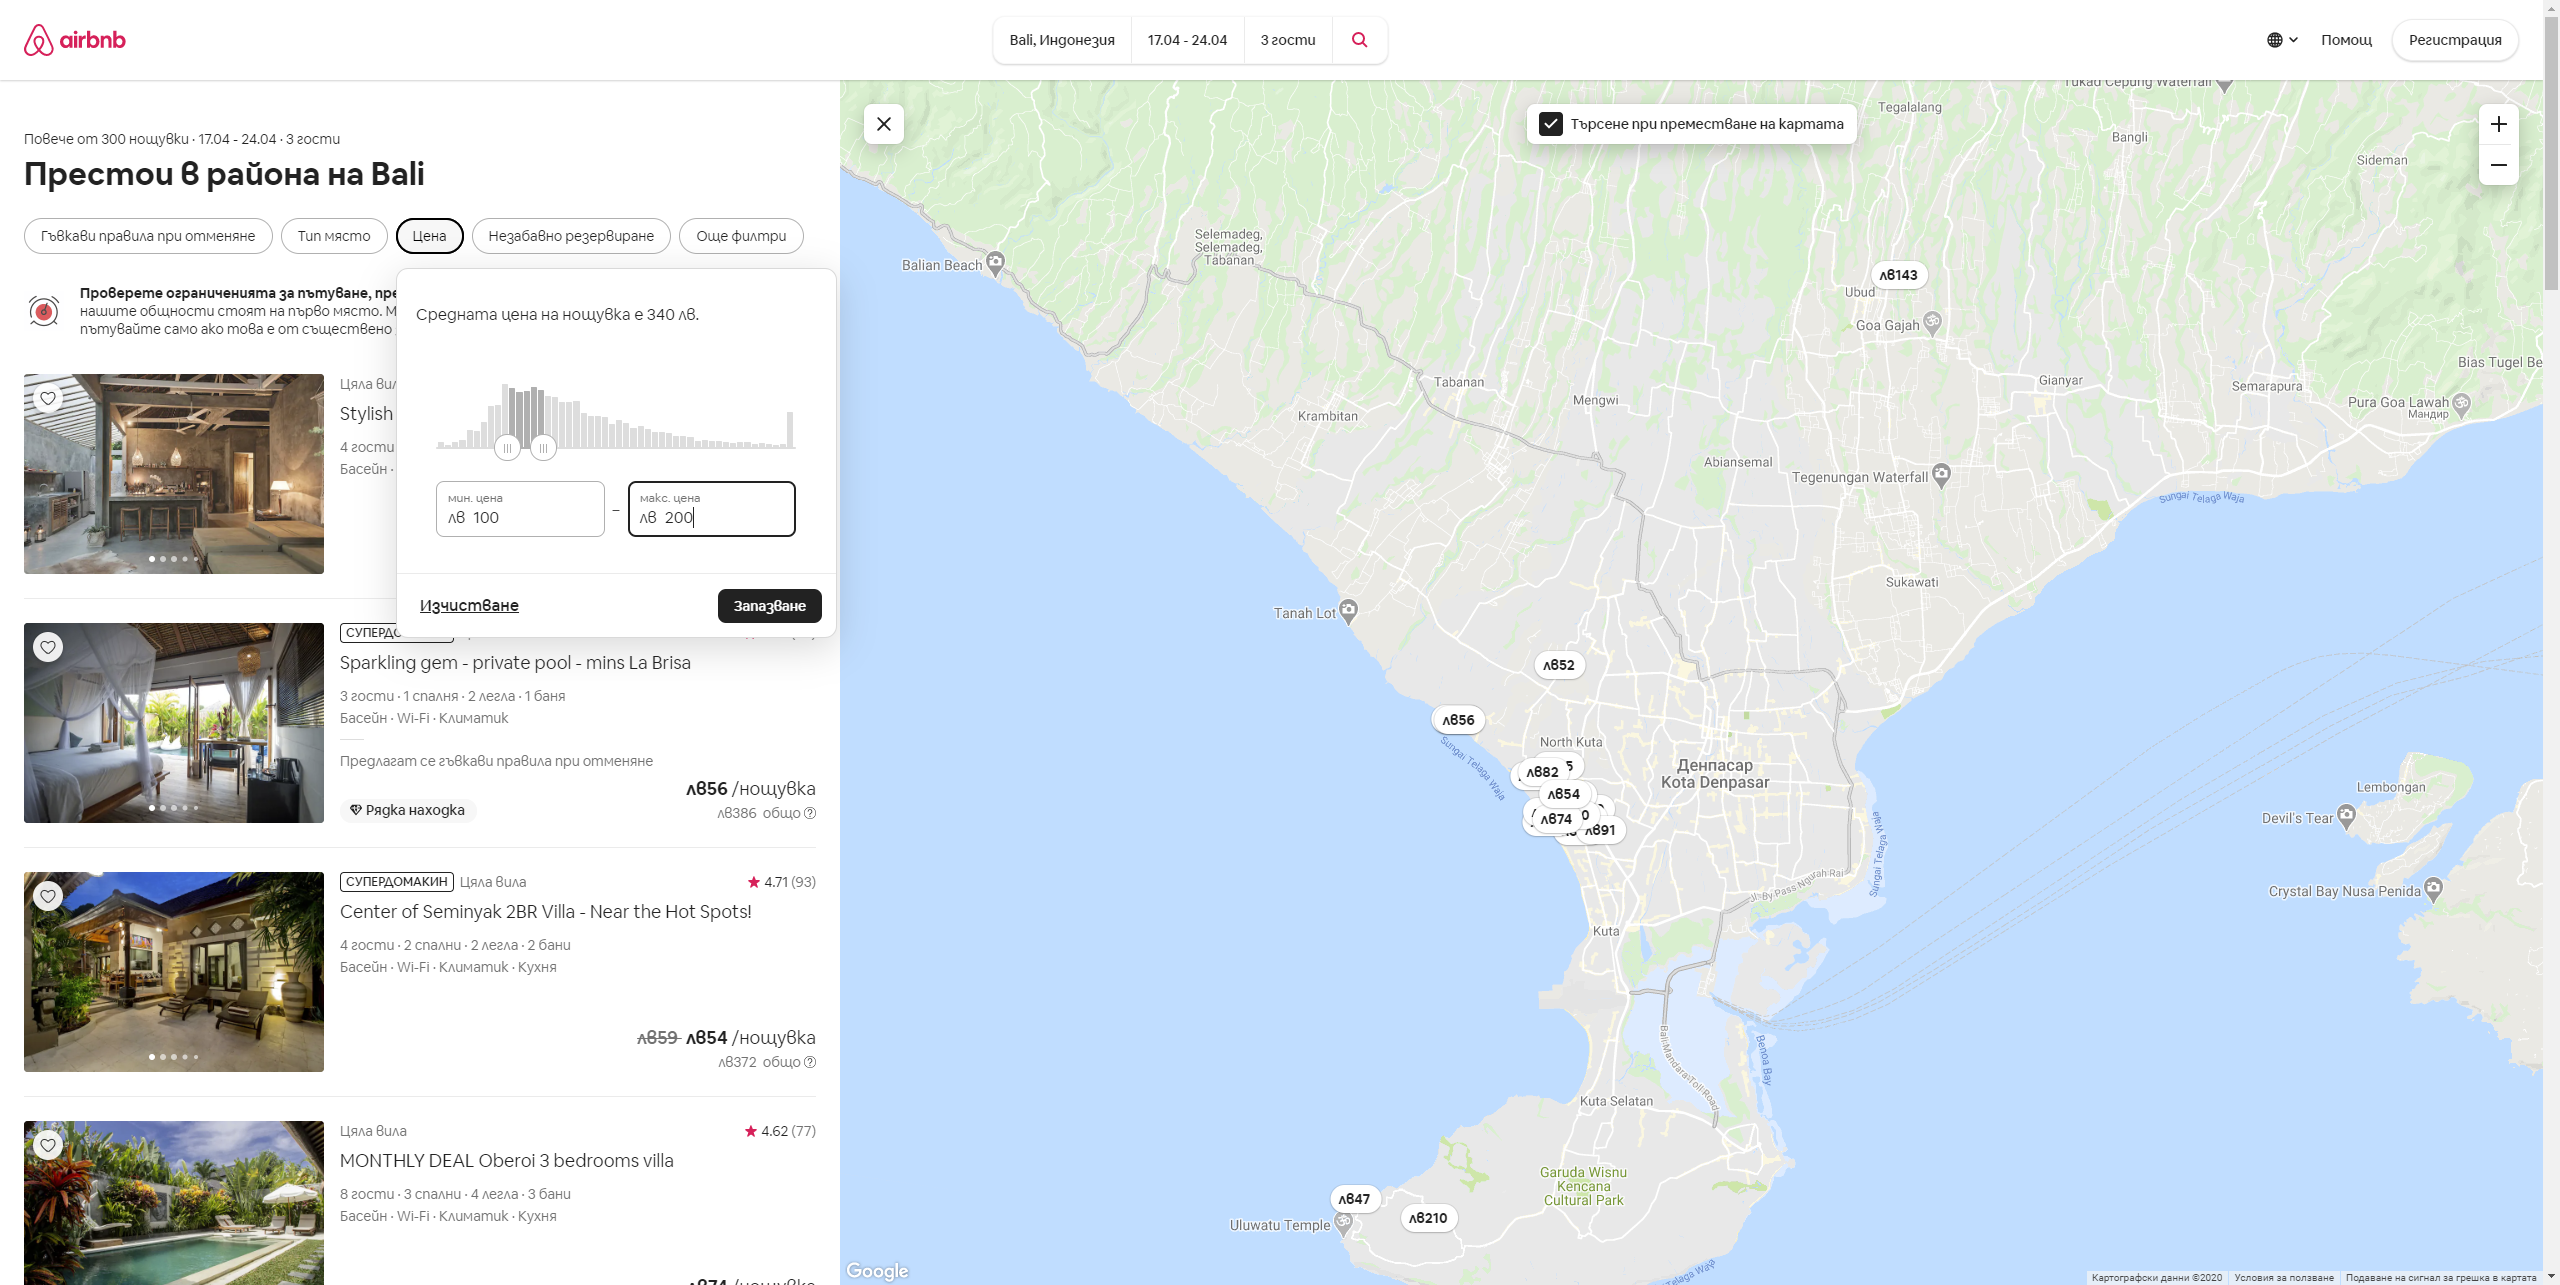 airbnb
Bali, Индонезия
17.04 - 24.04
3 гости
Помощ
Регистрация
Повече от 300 нощувки · 17.04 - 24.04 · 3 гости
Престои в района на Bali
Гъвкави правила при отменяне
Тип място
Цена
Незабавно резервиране
Още филтри
Проверете ограниченията за пътуване,
нашите общности стоят на първо място.
пътувайте само ако това е от съществено
Средната цена на нощувка е 340 лв.
мин. цена
лв 100
–
макс. цена
лв 200
Изчистване
Запазване
Цяла
Stylish
4 гости
Басейн ·
Sparkling gem - private pool - mins La Brisa
3 гости · 1 спалня · 2 легла · 1 баня
Басейн · Wi-Fi · Климатик
Предлагат се гъвкави правила при отменяне
Рядка находка
лв56 /нощувка
лв386 общо
СУПЕРДОМАКИН
Цяла вила
4.71 (93)
Center of Seminyak 2BR Villa - Near the Hot Spots!
4 гости · 2 спални · 2 легла · 2 бани
Басейн · Wi-Fi · Климатик · Кухня
лв59 лв54 /нощувка
лв372 общо
Цяла вила
4.62 (77)
MONTHLY DEAL Oberoi 3 bedrooms villa
8 гости · 3 спални · 4 легла · 3 бани
Басейн · Wi-Fi · Климатик · Кухня
Търсене при преместване на картата
Tukad Cepung Waterfall
Tegalalang
Bangli
Sideman
Selemadeg,
Selemadeg,
Tabanan
Balian Beach
лв143
Ubud
Goa Gajah
Bias Tugel
Tabanan
Gianyar
Semarapura
Mengwi
Krambitan
Pura Goa Lawah
Мандир
Abiansemal
Tegenungan Waterfall
Sungai Telaga Waja
Sukawati
Tanah Lot
лв52
лв56
Sungai Telaga Waja
North Kuta
лв82
лв54
лв74
лв91
Денпасар
Kota Denpasar
Lembongan
Devil's Tear
Sungai Telaga Waja
Jl. By Pass Ngurah Rai
Crystal Bay Nusa Penida
Kuta
Bali Mandara Toll Road
Benoa Bay
Kuta Selatan
Garuda Wisnu
Kencana
Cultural Park
лв47
лв210
Uluwatu Temple
Sungai Telaga Waja
Google
Картографски данни ©2020
Условия за ползване
Подаване на сигнал за грешка в картата